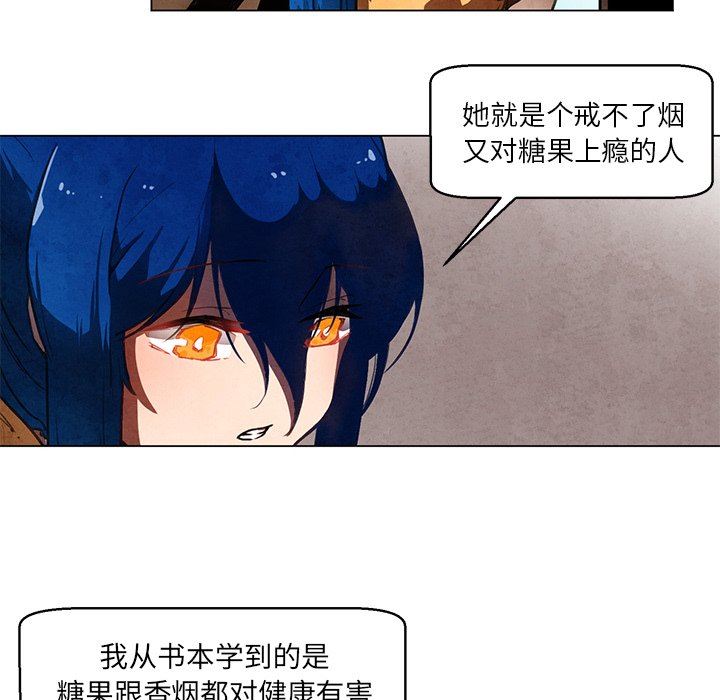 她就是个戒不了烟
又对糖果上瘾的人
我从书本学到的是
糖果跟香烟都对健康有害